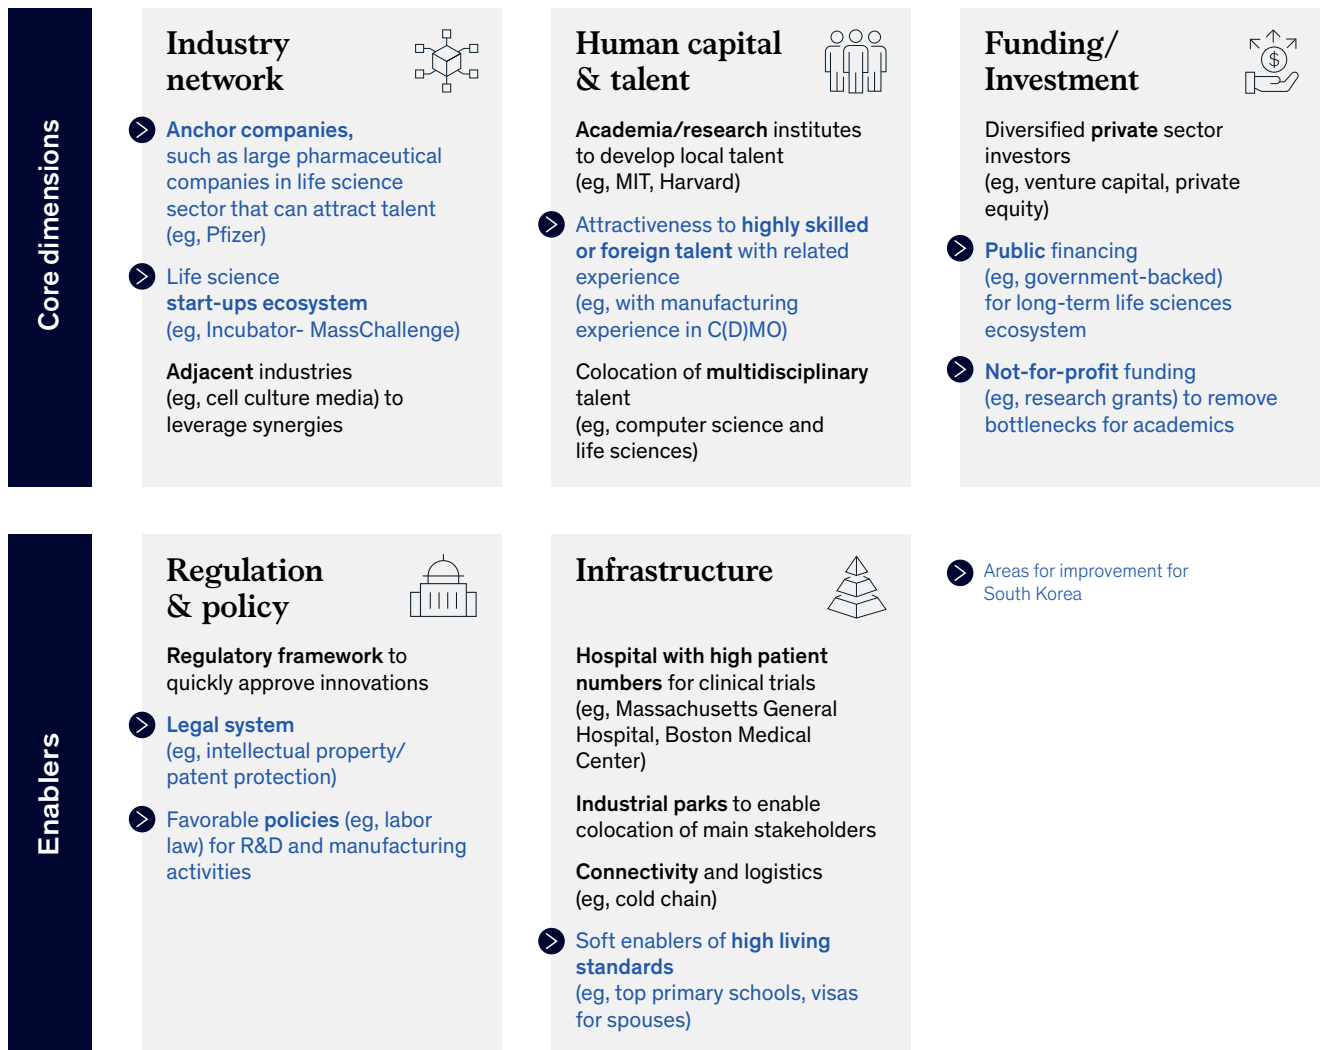 Core dimensions
Industry
network
Anchor companies,
such as large pharmaceutical
companies in life science
sector that can attract talent
(eg, Pfizer)
Life science
start-ups ecosystem
(eg, Incubator- MassChallenge)
Adjacent industries
(eg, cell culture media) to
leverage synergies
Human capital
& talent
Academia/research institutes
to develop local talent
(eg, MIT, Harvard)
Attractiveness to highly skilled
or foreign talent with related
experience
(eg, with manufacturing
experience in C(D)MO)
Colocation of multidisciplinary
talent
(eg, computer science and
life sciences)
Funding/
Investment
$
Diversified private sector
investors
(eg, venture capital, private
equity)
Public financing
(eg, government-backed)
for long-term life sciences
ecosystem
Not-for-profit funding
(eg, research grants) to remove
bottlenecks for academics
Enablers
Regulation
& policy
Regulatory framework to
quickly approve innovations
Legal system
(eg, intellectual property/
patent protection)
Favorable policies (eg, labor
law) for R&D and manufacturing
activities
Infrastructure
Hospital with high patient
numbers for clinical trials
(eg, Massachusetts General
Hospital, Boston Medical
Center)
Industrial parks to enable
colocation of main stakeholders
Connectivity and logistics
(eg, cold chain)
Soft enablers of high living
standards
(eg, top primary schools, visas
for spouses)
Areas for improvement for
South Korea